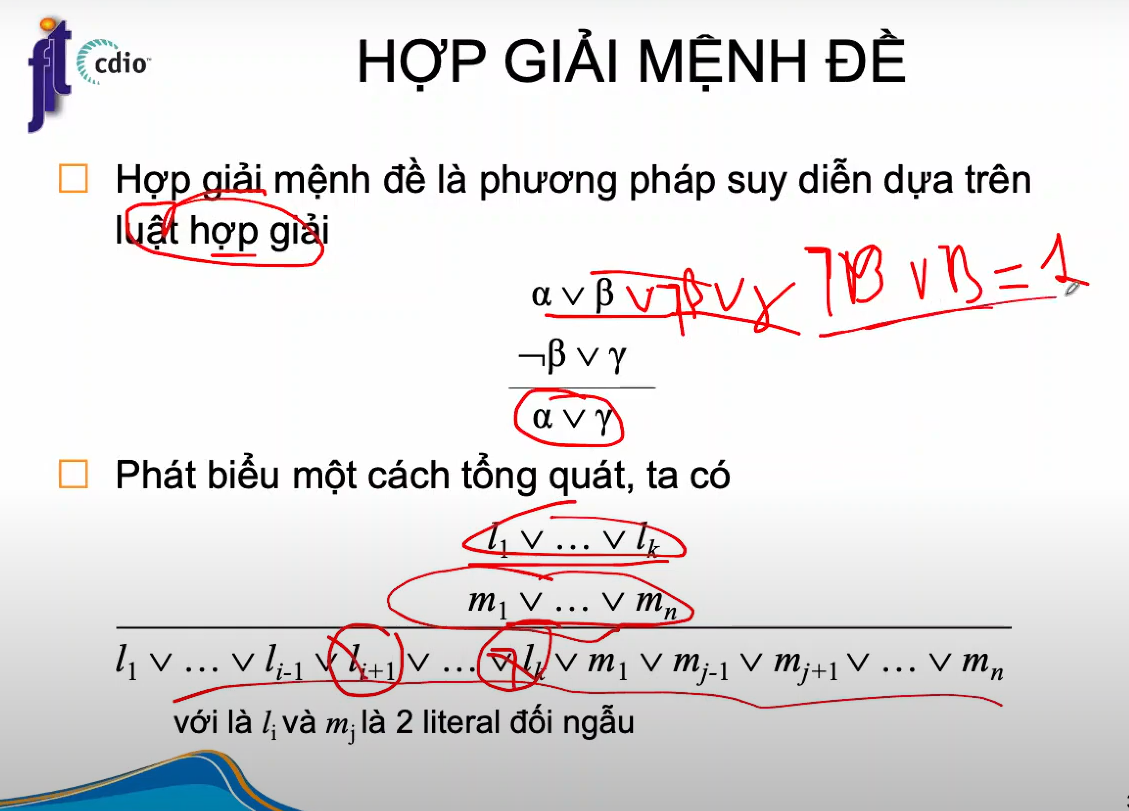 fit cdio
HỢP GIẢI MỆNH ĐỀ
Hợp giải mệnh đề là phương pháp suy diễn dựa trên
luật hợp giải
α ∨ β ∨ ¬β ∨ γ ¬B ∨ B = 1
¬β ∨ γ
α ∨ γ
Phát biểu một cách tổng quát, ta có
l₁ ∨ … ∨ lₖ
m₁ ∨ … ∨ mₙ
l₁ ∨ … ∨ lᵢ₋₁ ∨ lᵢ₊₁ ∨ … ∨ lₖ ∨ m₁ ∨ mⱼ₋₁ ∨ mⱼ₊₁ ∨ … ∨ mₙ
với là lᵢ và mⱼ là 2 literal đối ngẫu